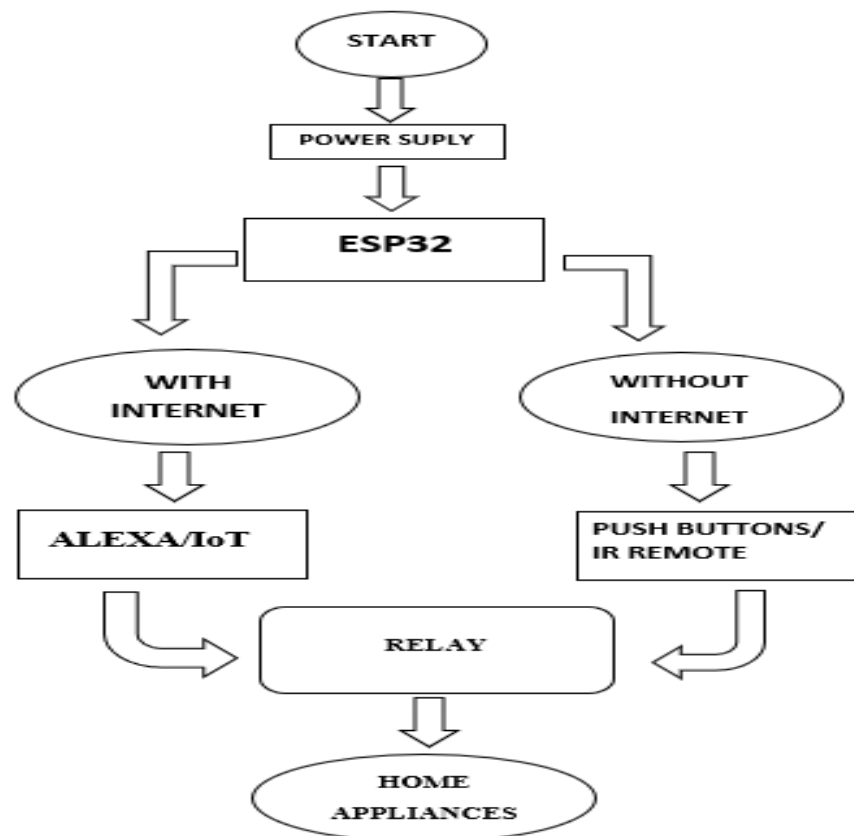 START
POWER SUPLY
ESP32
WITH
INTERNET
WITHOUT
INTERNET
ALEXA/IoT
PUSH BUTTONS/
IR REMOTE
RELAY
HOME
APPLIANCES